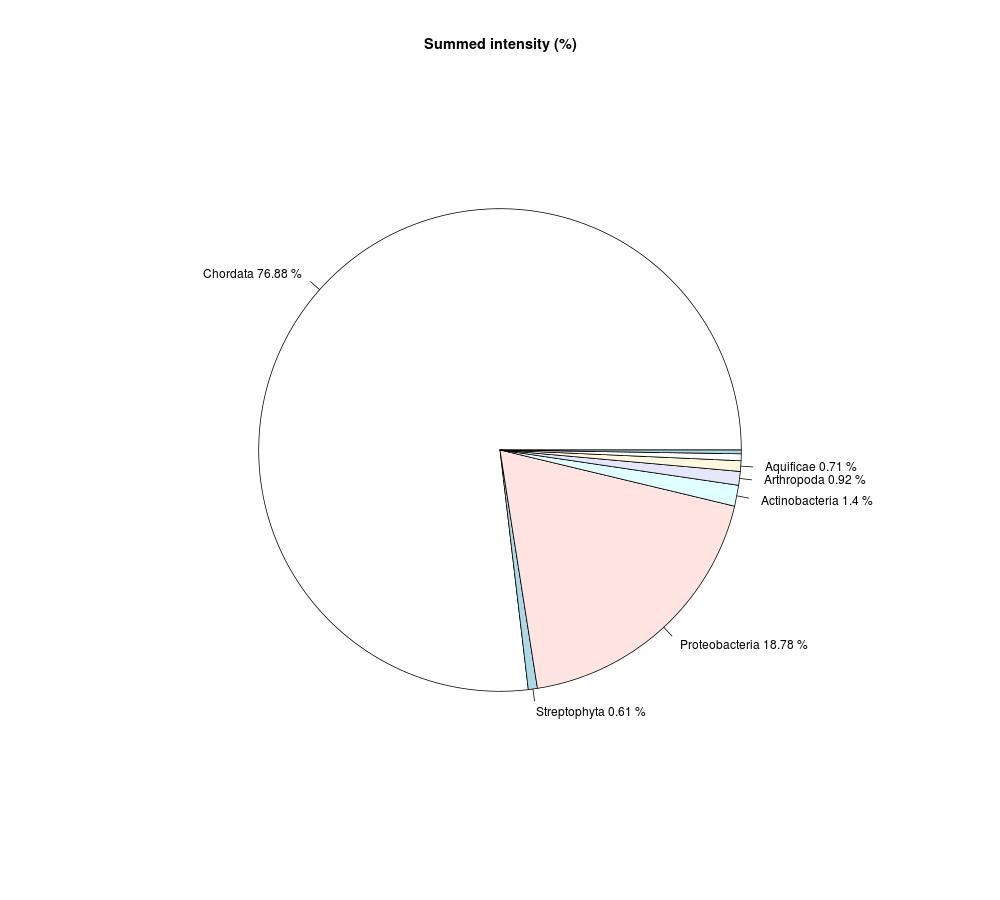 Summed intensity (%)
Chordata 76.88 %
Aquificae 0.71 %
Arthropoda 0.92 %
Actinobacteria 1.4 %
Proteobacteria 18.78 %
Streptophyta 0.61 %